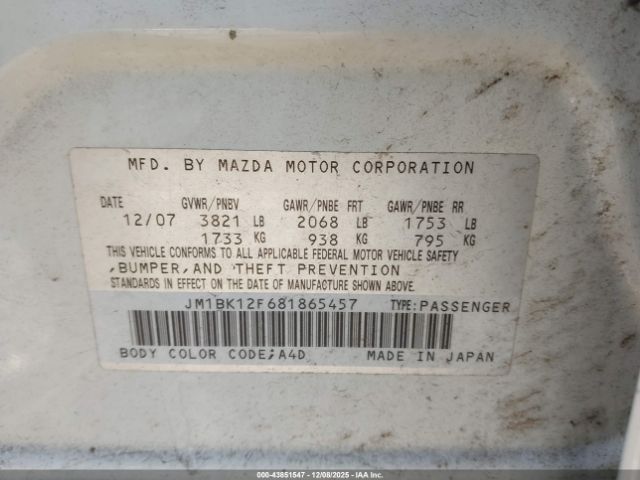 MFD. BY MAZDA MOTOR CORPORATION
DATE GVWR/PNBV GAWR/PNBE FRT GAWR/PNBE RR
12/07 3821 LB 2068 LB 1753 LB
1733 KG 938 KG 795 KG
THIS VEHICLE CONFORMS TO ALL APPLICABLE FEDERAL MOTOR VEHICLE SAFETY
,BUMPER,AND THEFT PREVENTION
STANDARDS IN EFFECT ON THE DATE OF MANUFACTURE SHOWN ABOVE.
JM1BK12F681865457 TYPE:PASSENGER
BODY COLOR CODE;A4D MADE IN JAPAN
000-43851547 - 12/08/2025 - IAAI.com